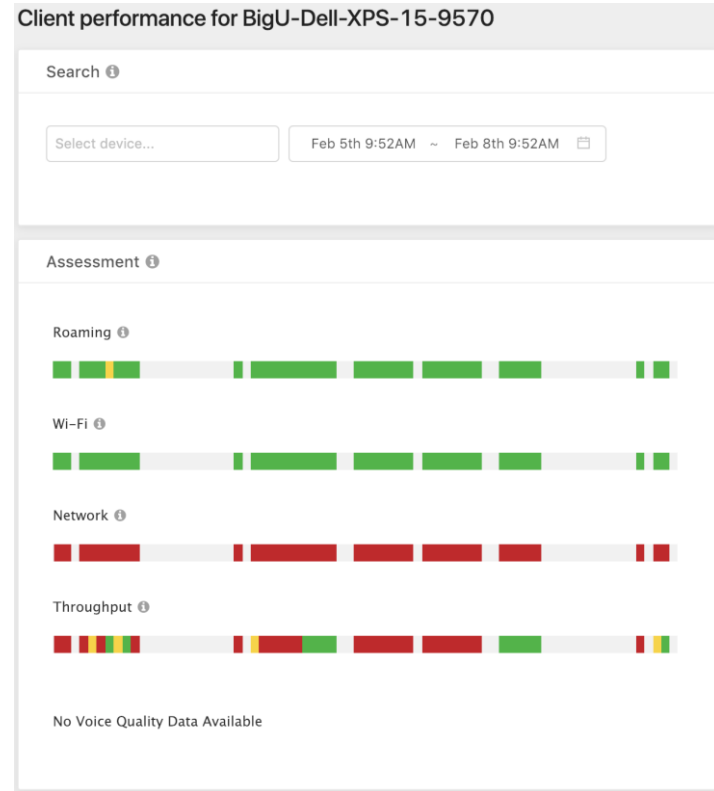 Client performance for BigU-Dell-XPS-15-9570
Search
Select device...
Feb 5th 9:52AM ~ Feb 8th 9:52AM
Assessment
Roaming
Wi-Fi
Network
Throughput
No Voice Quality Data Available